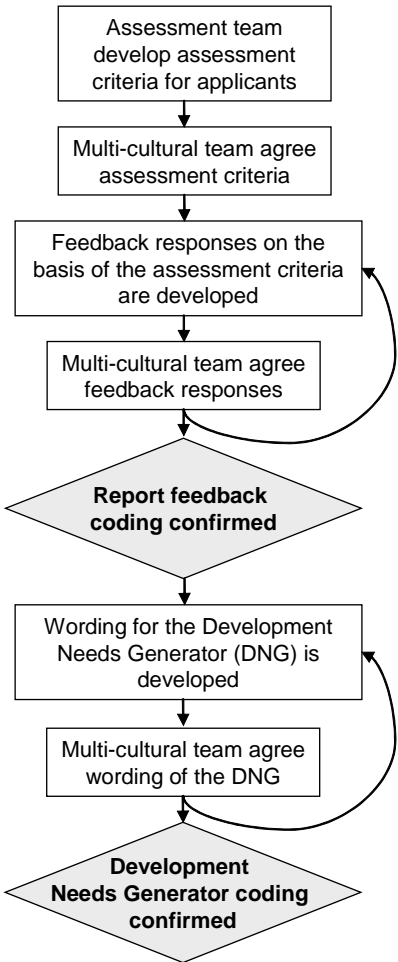 Assessment team
develop assessment
criteria for applicants
Multi-cultural team agree
assessment criteria
Feedback responses on the
basis of the assessment criteria
are developed
Multi-cultural team agree
feedback responses
Report feedback
coding confirmed
Wording for the Development
Needs Generator (DNG) is
developed
Multi-cultural team agree
wording of the DNG
Development
Needs Generator coding
confirmed